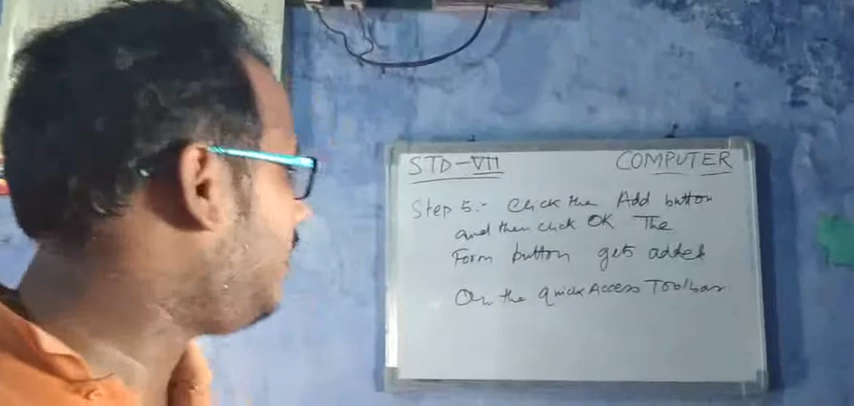 STD-VII COMPUTER
Step 5:- Click the Add button
and then click OK The
Form button gets added
On the Quick Access Toolbar.